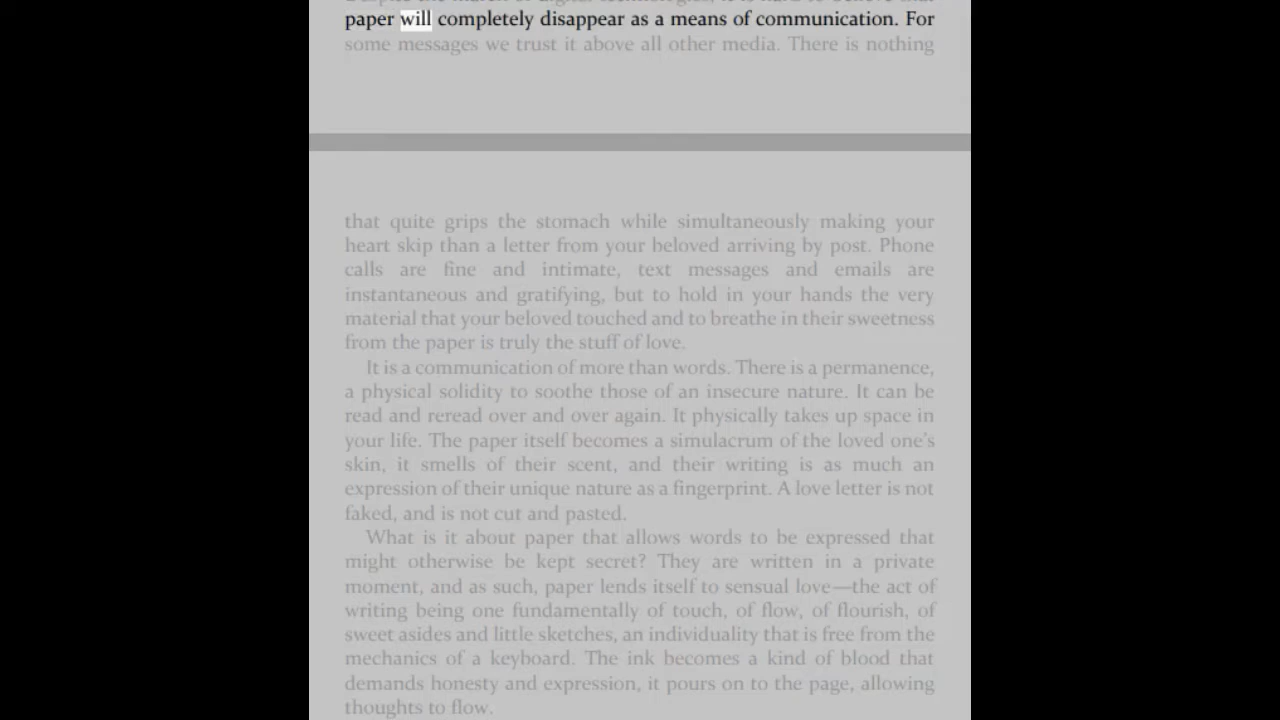 Despite the march of digital technologies, it is hard to believe that
paper will completely disappear as a means of communication. For
some messages we trust it above all other media. There is nothing
that quite grips the stomach while simultaneously making your
heart skip than a letter from your beloved arriving by post. Phone
calls are fine and intimate, text messages and emails are
instantaneous and gratifying, but to hold in your hands the very
material that your beloved touched and to breathe in their sweetness
from the paper is truly the stuff of love.
It is a communication of more than words. There is a permanence,
a physical solidity to soothe those of an insecure nature. It can be
read and reread over and over again. It physically takes up space in
your life. The paper itself becomes a simulacrum of the loved one's
skin, it smells of their scent, and their writing is as much an
expression of their unique nature as a fingerprint. A love letter is not
faked, and is not cut and pasted.
What is it about paper that allows words to be expressed that
might otherwise be kept secret? They are written in a private
moment, and as such, paper lends itself to sensual love—the act of
writing being one fundamentally of touch, of flow, of flourish, of
sweet asides and little sketches, an individuality that is free from the
mechanics of a keyboard. The ink becomes a kind of blood that
demands honesty and expression, it pours on to the page, allowing
thoughts to flow.